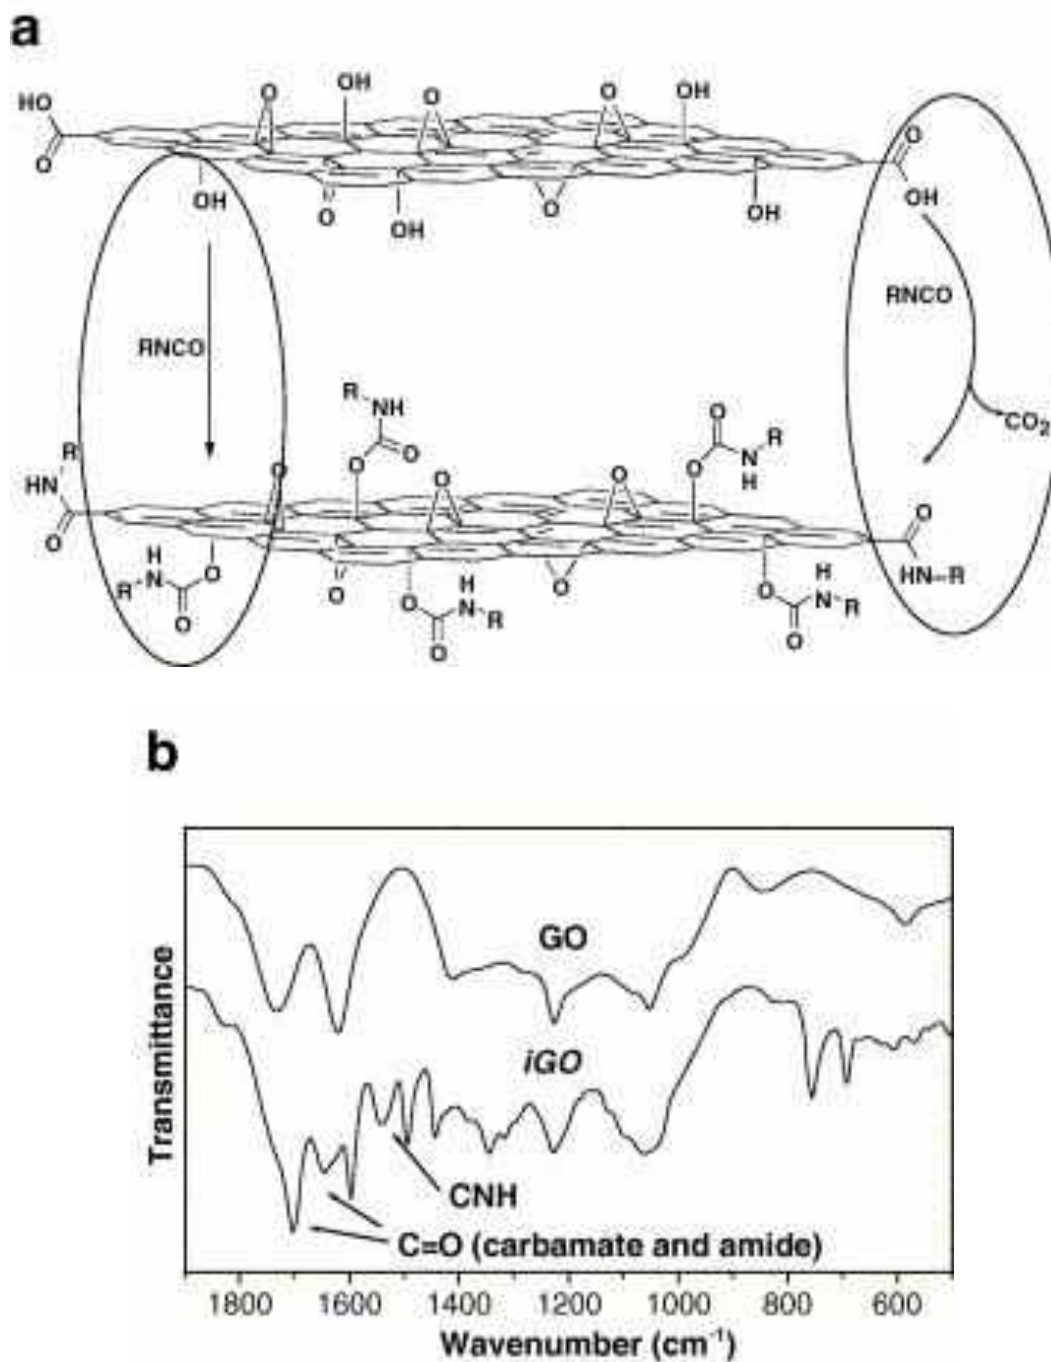 a
O
OH
O
O
OH
HO
O
O
OH
OH
O
OH
O
OH
RNCO
RNCO
CO2
R
NH
O
O
O
O
N
H
R
R
HN
O
O
O
O
O
HN-R
H
R
N
O
O
O
O
H
N
R
O
O
O
H
N
R
O
O
b
GO
iGO
CNH
C=O (carbamate and amide)
Transmittance
1800 1600 1400 1200 1000 800 600
Wavenumber (cm-1)